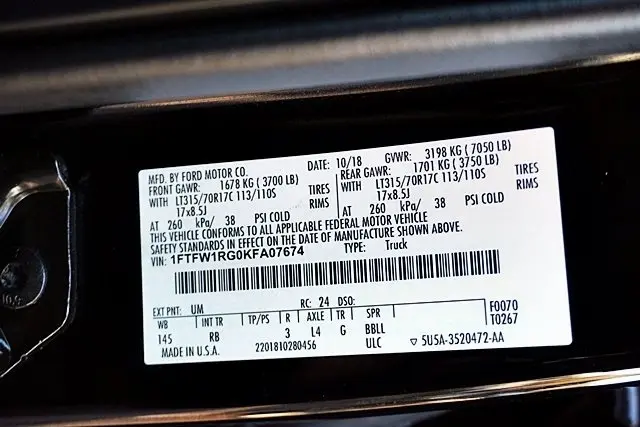 MFD. BY FORD MOTOR CO. DATE: 10/18 GVWR: 3198 KG ( 7050 LB)
FRONT GAWR: 1678 KG ( 3700 LB) REAR GAWR: 1701 KG ( 3750 LB)
WITH LT315/70R17C 113/110S TIRES WITH LT315/70R17C 113/110S TIRES
17x8.5J RIMS 17x8.5J RIMS
AT 260 kPa/ 38 PSI COLD AT 260 kPa/ 38 PSI COLD
THIS VEHICLE CONFORMS TO ALL APPLICABLE FEDERAL MOTOR VEHICLE
SAFETY STANDARDS IN EFFECT ON THE DATE OF MANUFACTURE SHOWN ABOVE.
VIN: 1FTFW1RG0KFA07674 TYPE: Truck
EXT PNT: UM RC: 24 DSO: F0070
WB INT TR TP/PS R AXLE TR SPR T0267
145 RB 3 L4 G BBLL
MADE IN U.S.A. 2201810280456 ULC ▽ 5U5A-3520472-AA